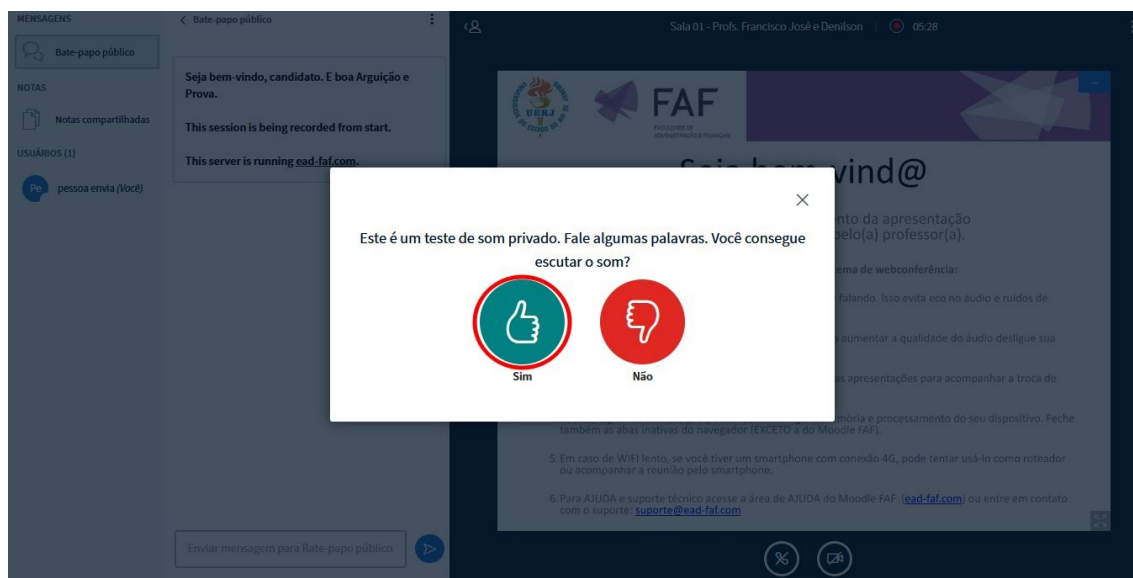 MENSAGENS
Bate-papo público
NOTAS
Notas compartilhadas
USUÁRIOS (1)
Pe
pessoa envia (Você)
Bate-papo público
Seja bem-vindo, candidato. E boa Arguição e
Prova.
This session is being recorded from start.
This server is running ead-faf.com.
Enviar mensagem para Bate-papo público
Sala 01 - Profs. Francisco José e Denilson
05:28
UERJ
FAF
FACULDADE DE
ADMINISTRAÇÃO E FINANÇAS
vind@
nto da apresentação
pelo(a) professor(a).
ema de webconferência:
falando. Isso evita eco no áudio e ruídos de
aumentar a qualidade do áudio desligue sua
as apresentações para acompanhar a troca de
mória e processamento do seu dispositivo. Feche
também as abas inativas do navegador (EXCETO a do Moodle FAF).
5. Em caso de WIFI lento, se você tiver um smartphone com conexão 4G, pode tentar usá-lo como roteador
ou acompanhar a reunião pelo smartphone.
6. Para AJUDA e suporte técnico acesse a área de AJUDA do Moodle FAF (ead-faf.com) ou entre em contato
com o suporte: suporte@ead-faf.com
Este é um teste de som privado. Fale algumas palavras. Você consegue
escutar o som?
Sim
Não